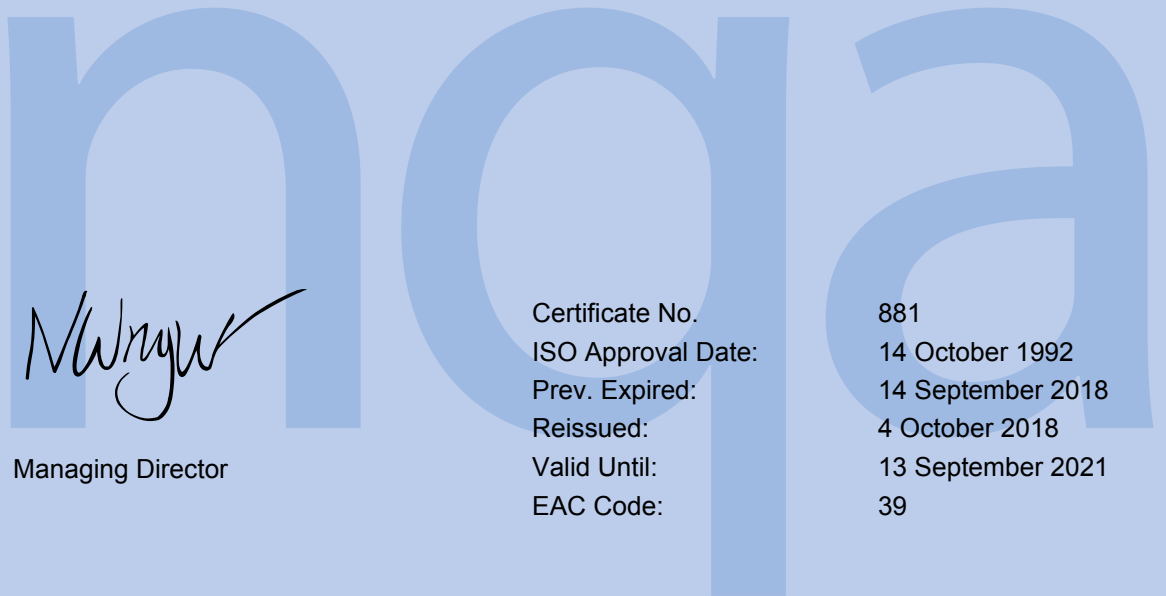 nqa
Certificate No. 881
ISO Approval Date: 14 October 1992
Prev. Expired: 14 September 2018
Reissued: 4 October 2018
Managing Director
Valid Until: 13 September 2021
EAC Code: 39